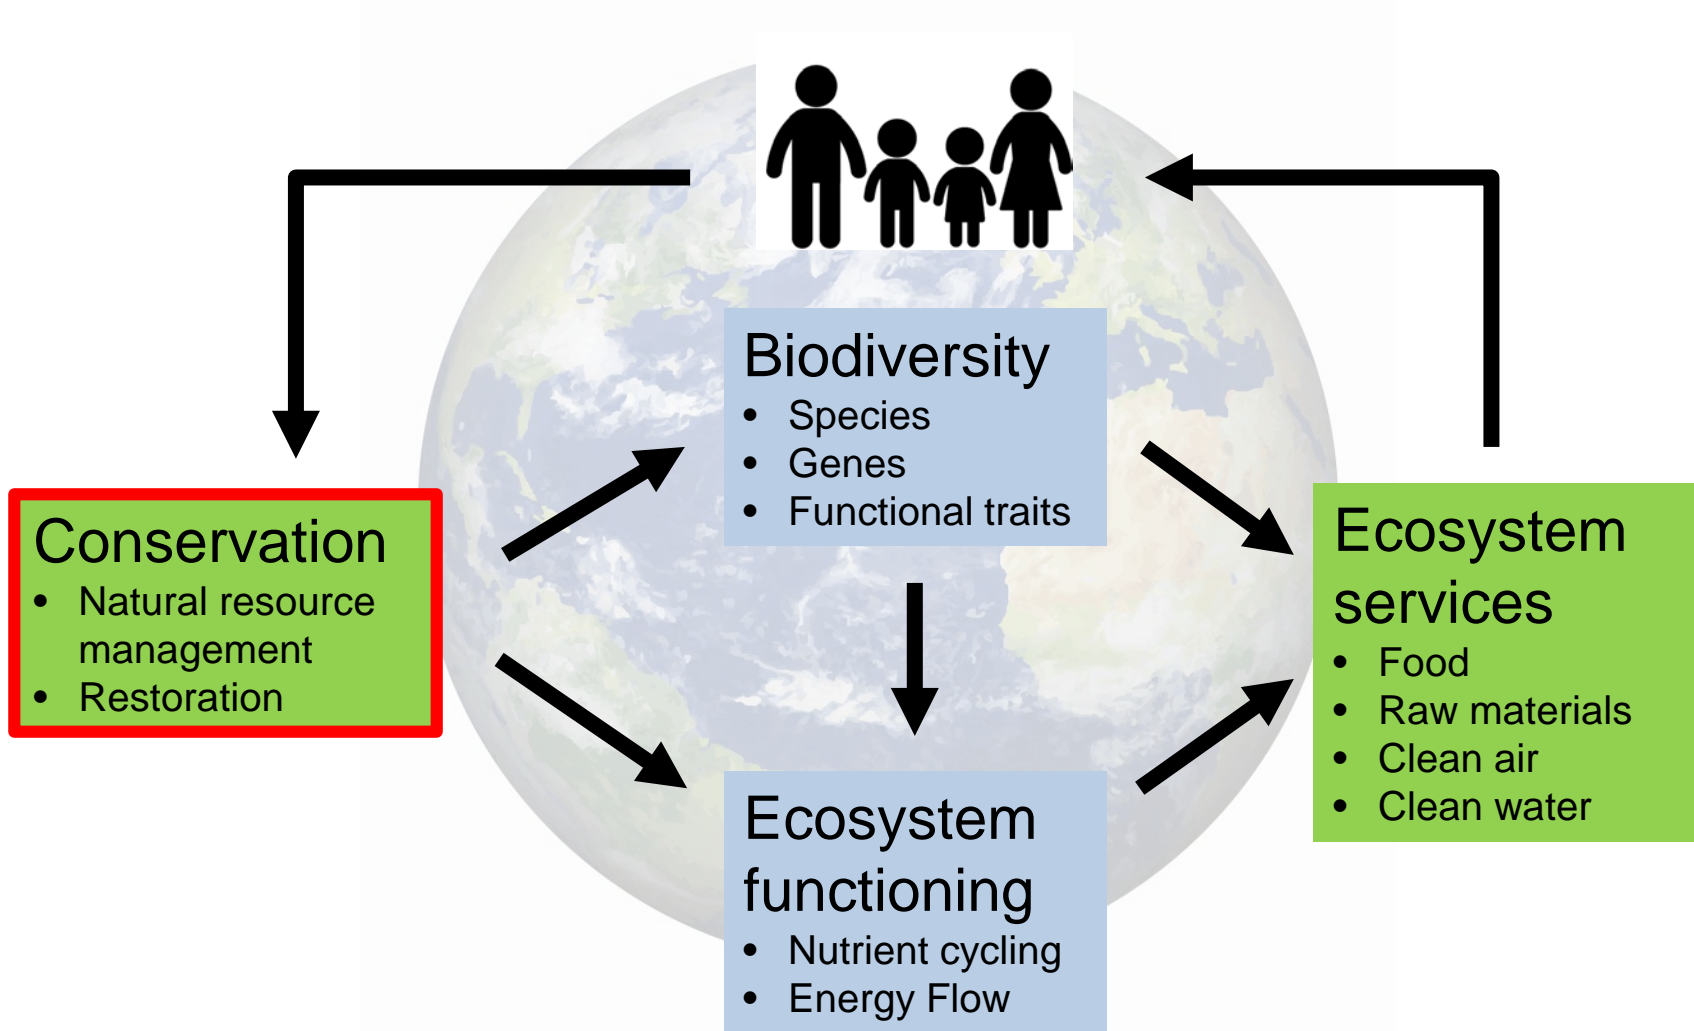 Biodiversity
• Species
• Genes
• Functional traits
Conservation
• Natural resource
management
• Restoration
Ecosystem
services
• Food
• Raw materials
• Clean air
• Clean water
Ecosystem
functioning
• Nutrient cycling
• Energy Flow